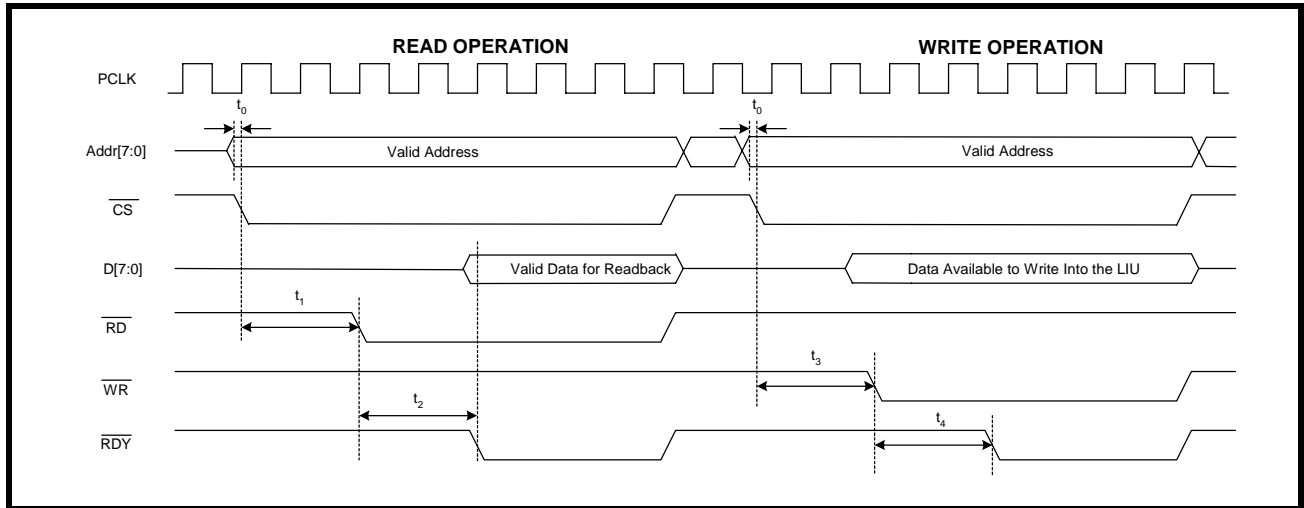 READ OPERATION WRITE OPERATION
PCLK
t0 t0
Addr[7:0] Valid Address Valid Address
CS
D[7:0] Valid Data for Readback Data Available to Write Into the LIU
t1
RD
t3
WR
t2
t4
RDY